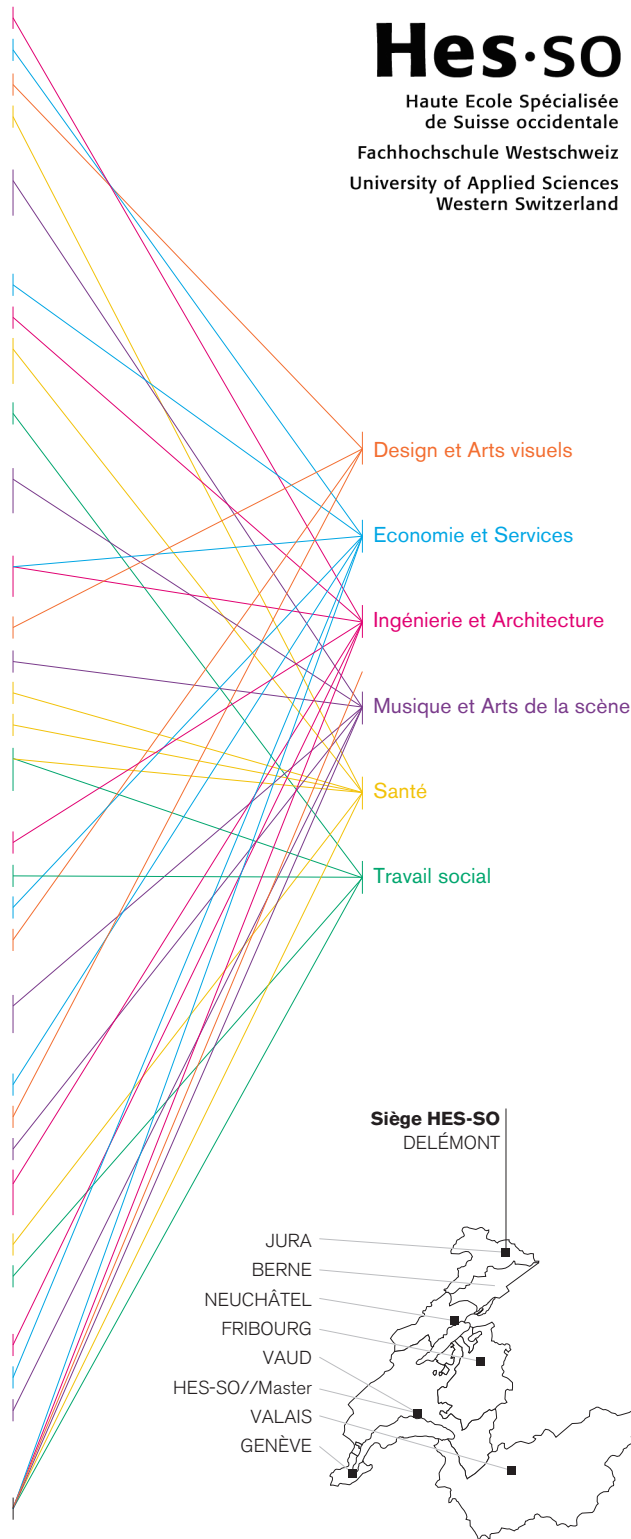 Hes·so
Haute Ecole Spécialisée
de Suisse occidentale
Fachhochschule Westschweiz
University of Applied Sciences
Western Switzerland
Design et Arts visuels
Economie et Services
Ingénierie et Architecture
Musique et Arts de la scène
Santé
Travail social
Siège HES-SO
DELÉMONT
JURA
BERNE
NEUCHÂTEL
FRIBOURG
VAUD
HES-SO//Master
VALAIS
GENÈVE